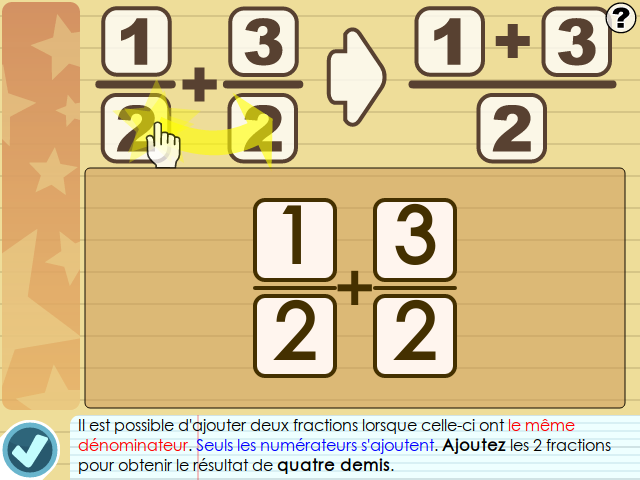 ?
1 + 3 1 + 3
2 2 2
1 + 3
2 2
Il est possible d'ajouter deux fractions lorsque celle-ci ont le même
dénominateur. Seuls les numérateurs s'ajoutent. Ajoutez les 2 fractions
pour obtenir le résultat de quatre demis.